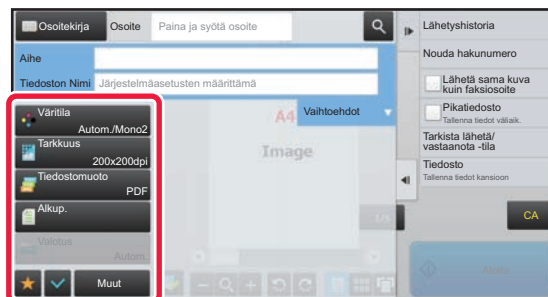 Osoitekirja Osoite Paina ja syötä osoite
Aihe
Tiedoston Nimi Järjestelmäasetusten määrittämä
Väritila
Autom./Mono2
Tarkkuus
200x200dpi
Tiedostomuoto
PDF
Alkup.
Valotus
Autom.
Muut
A4
Vaihtoehdot
Image
1/1
Lähetyshistoria
Nouda hakunumero
Lähetä sama kuva
kuin faksiosoite
Pikatiedosto
Tallenna tiedot väliaik.
Tarkista lähetä/
vastaanota -tila
Tiedosto
Tallenna tiedot kansioon
CA